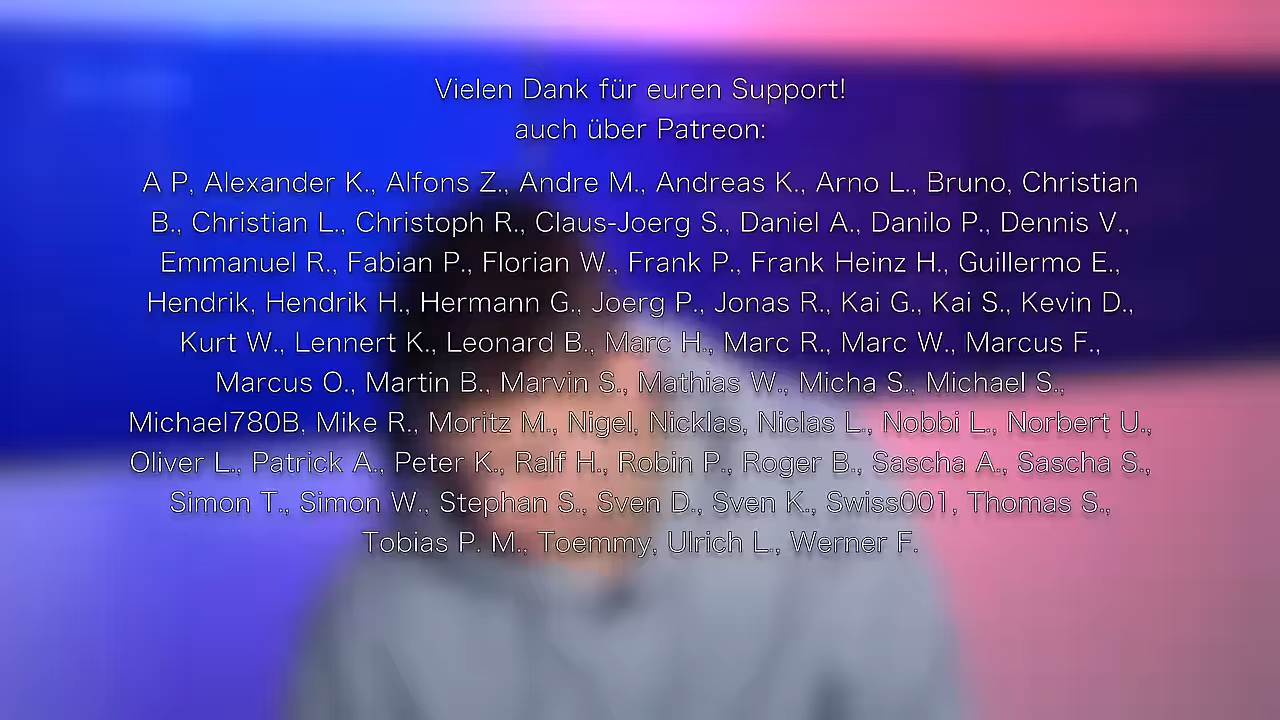 Vielen Dank für euren Support!
auch über Patreon:
A P, Alexander K., Alfons Z., Andre M., Andreas K., Arno L., Bruno, Christian
B., Christian L., Christoph R., Claus-Joerg S., Daniel A., Danilo P., Dennis V.,
Emmanuel R., Fabian P., Florian W., Frank P., Frank Heinz H., Guillermo E.,
Hendrik, Hendrik H., Hermann G., Joerg P., Jonas R., Kai G., Kai S., Kevin D.,
Kurt W., Lennert K., Leonard B., Marc H., Marc R., Marc W., Marcus F.,
Marcus O., Martin B., Marvin S., Mathias W., Micha S., Michael S.,
Michael780B, Mike R., Moritz M., Nigel, Nicklas, Niclas L., Nobbi L., Norbert U.,
Oliver L., Patrick A., Peter K., Ralf H., Robin P., Roger B., Sascha A., Sascha S.,
Simon T., Simon W., Stephan S., Sven D., Sven K., Swiss001, Thomas S.,
Tobias P. M., Toemmy, Ulrich L., Werner F.